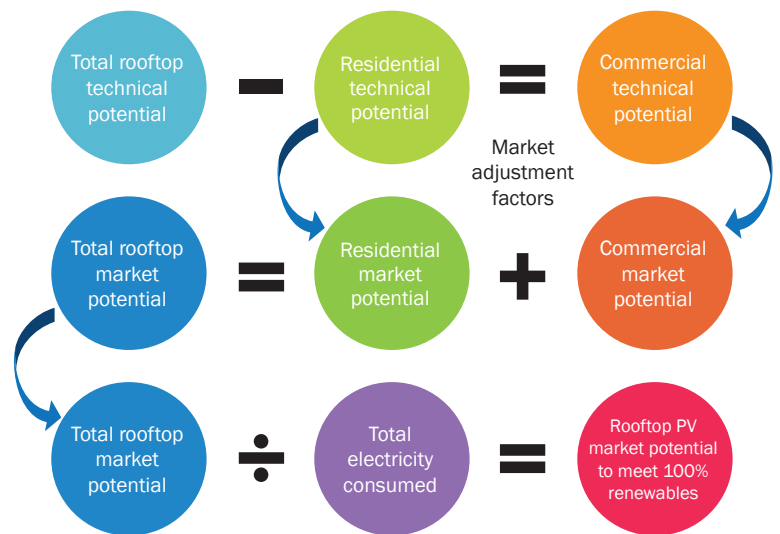 Total rooftop
technical
potential
−
Residential
technical
potential
=
Commercial
technical
potential
Market
adjustment
factors
Total rooftop
market
potential
=
Residential
market
potential
+
Commercial
market
potential
Total rooftop
market
potential
÷
Total
electricity
consumed
=
Rooftop PV
market potential
to meet 100%
renewables